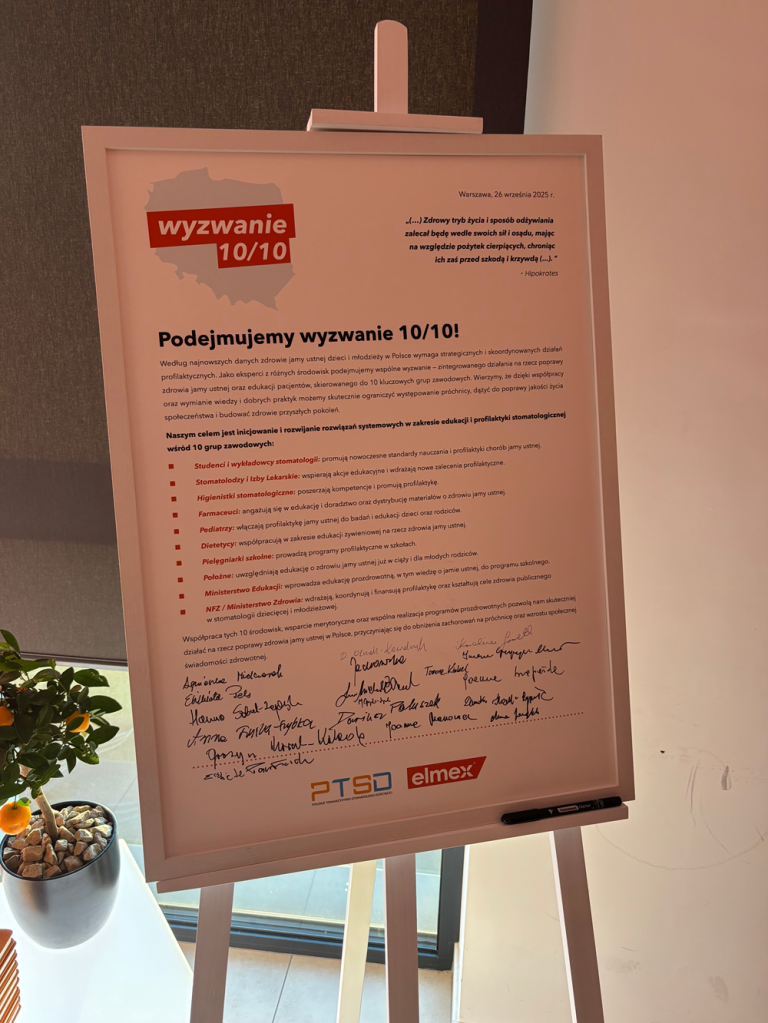 wyzwanie
10/10
Warszawa, 26 września 2025 r.
„(...) Zdrowy tryb życia i sposób odżywiania
zalecał będę wedle swoich sił i osądu, mając
na względzie pożytek cierpiących, chroniąc
ich zaś przed szkodą i krzywdą (...). "
- Hipokrates
Podejmujemy wyzwanie 10/10!
Według najnowszych danych zdrowie jamy ustnej dzieci i młodzieży w Polsce wymaga strategicznych i skoordynowanych działań
profilaktycznych. Jako eksperci z różnych środowisk podejmujemy wspólne wyzwanie – zintegrowanego działania na rzecz poprawy
zdrowia jamy ustnej oraz edukacji pacjentów, skierowanego do 10 kluczowych grup zawodowych. Wierzymy, że dzięki współpracy
oraz wymianie wiedzy i dobrych praktyk możemy skutecznie ograniczyć występowanie próchnicy, dążyć do poprawy jakości życia
społeczeństwa i budować zdrowie przyszłych pokoleń.
Naszym celem jest inicjowanie i rozwijanie rozwiązań systemowych w zakresie edukacji i profilaktyki stomatologicznej
wśród 10 grup zawodowych:
Studenci i wykładowcy stomatologii: promują nowoczesne standardy nauczania i profilaktyki chorób jamy ustnej.
Stomatolodzy i Izby Lekarskie: wspierają akcje edukacyjne i wdrażają nowe zalecenia profilaktyczne.
Higienistki stomatologiczne: poszerzają kompetencje i promują profilaktykę.
Farmaceuci: angażują się w edukację i doradztwo oraz dystrybucję materiałów o zdrowiu jamy ustnej.
Pediatrzy: włączają profilaktykę jamy ustnej do badań i edukacji dzieci oraz rodziców.
Dietetycy: współpracują w zakresie edukacji żywieniowej na rzecz zdrowia jamy ustnej.
Pielęgniarki szkolne: prowadzą programy profilaktyczne w szkołach.
Położne: uwzględniają edukację o zdrowiu jamy ustnej już w ciąży i dla młodych rodziców.
Ministerstwo Edukacji: wprowadza edukację prozdrowotną, w tym wiedzę o jamie ustnej, do programu szkolnego.
NFZ / Ministerstwo Zdrowia: wdrażają, koordynują i finansują profilaktykę oraz kształtują cele zdrowia publicznego
w stomatologii dziecięcej i młodzieżowej.
Współpraca tych 10 środowisk, wsparcie merytoryczne oraz wspólna realizacja programów prozdrowotnych pozwolą nam skuteczniej
działać na rzecz poprawy zdrowia jamy ustnej w Polsce, przyczyniając się do obniżenia zachorowań na próchnicę oraz wzrostu społecznej
świadomości zdrowotnej.
Agnieszka
Elżbieta
Hanna
Anna
Tomasz
Joanna
Dariusz
Joanna
PTSD
POLSKIE TOWARZYSTWO STOMATOLOGII DZIECIĘCEJ
elmex